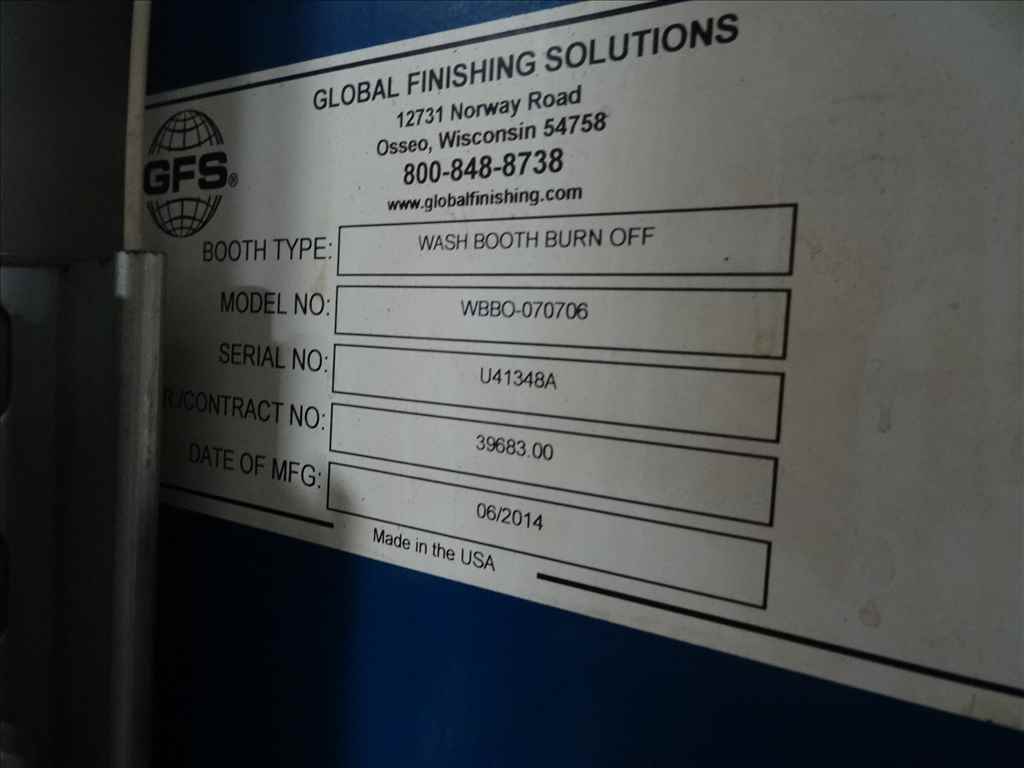 GLOBAL FINISHING SOLUTIONS
12731 Norway Road
Osseo, Wisconsin 54758
800-848-8738
www.globalfinishing.com
GFS®
BOOTH TYPE: WASH BOOTH BURN OFF
MODEL NO: WBBO-070706
SERIAL NO: U41348A
R./CONTRACT NO: 39683.00
DATE OF MFG: 06/2014
Made in the USA